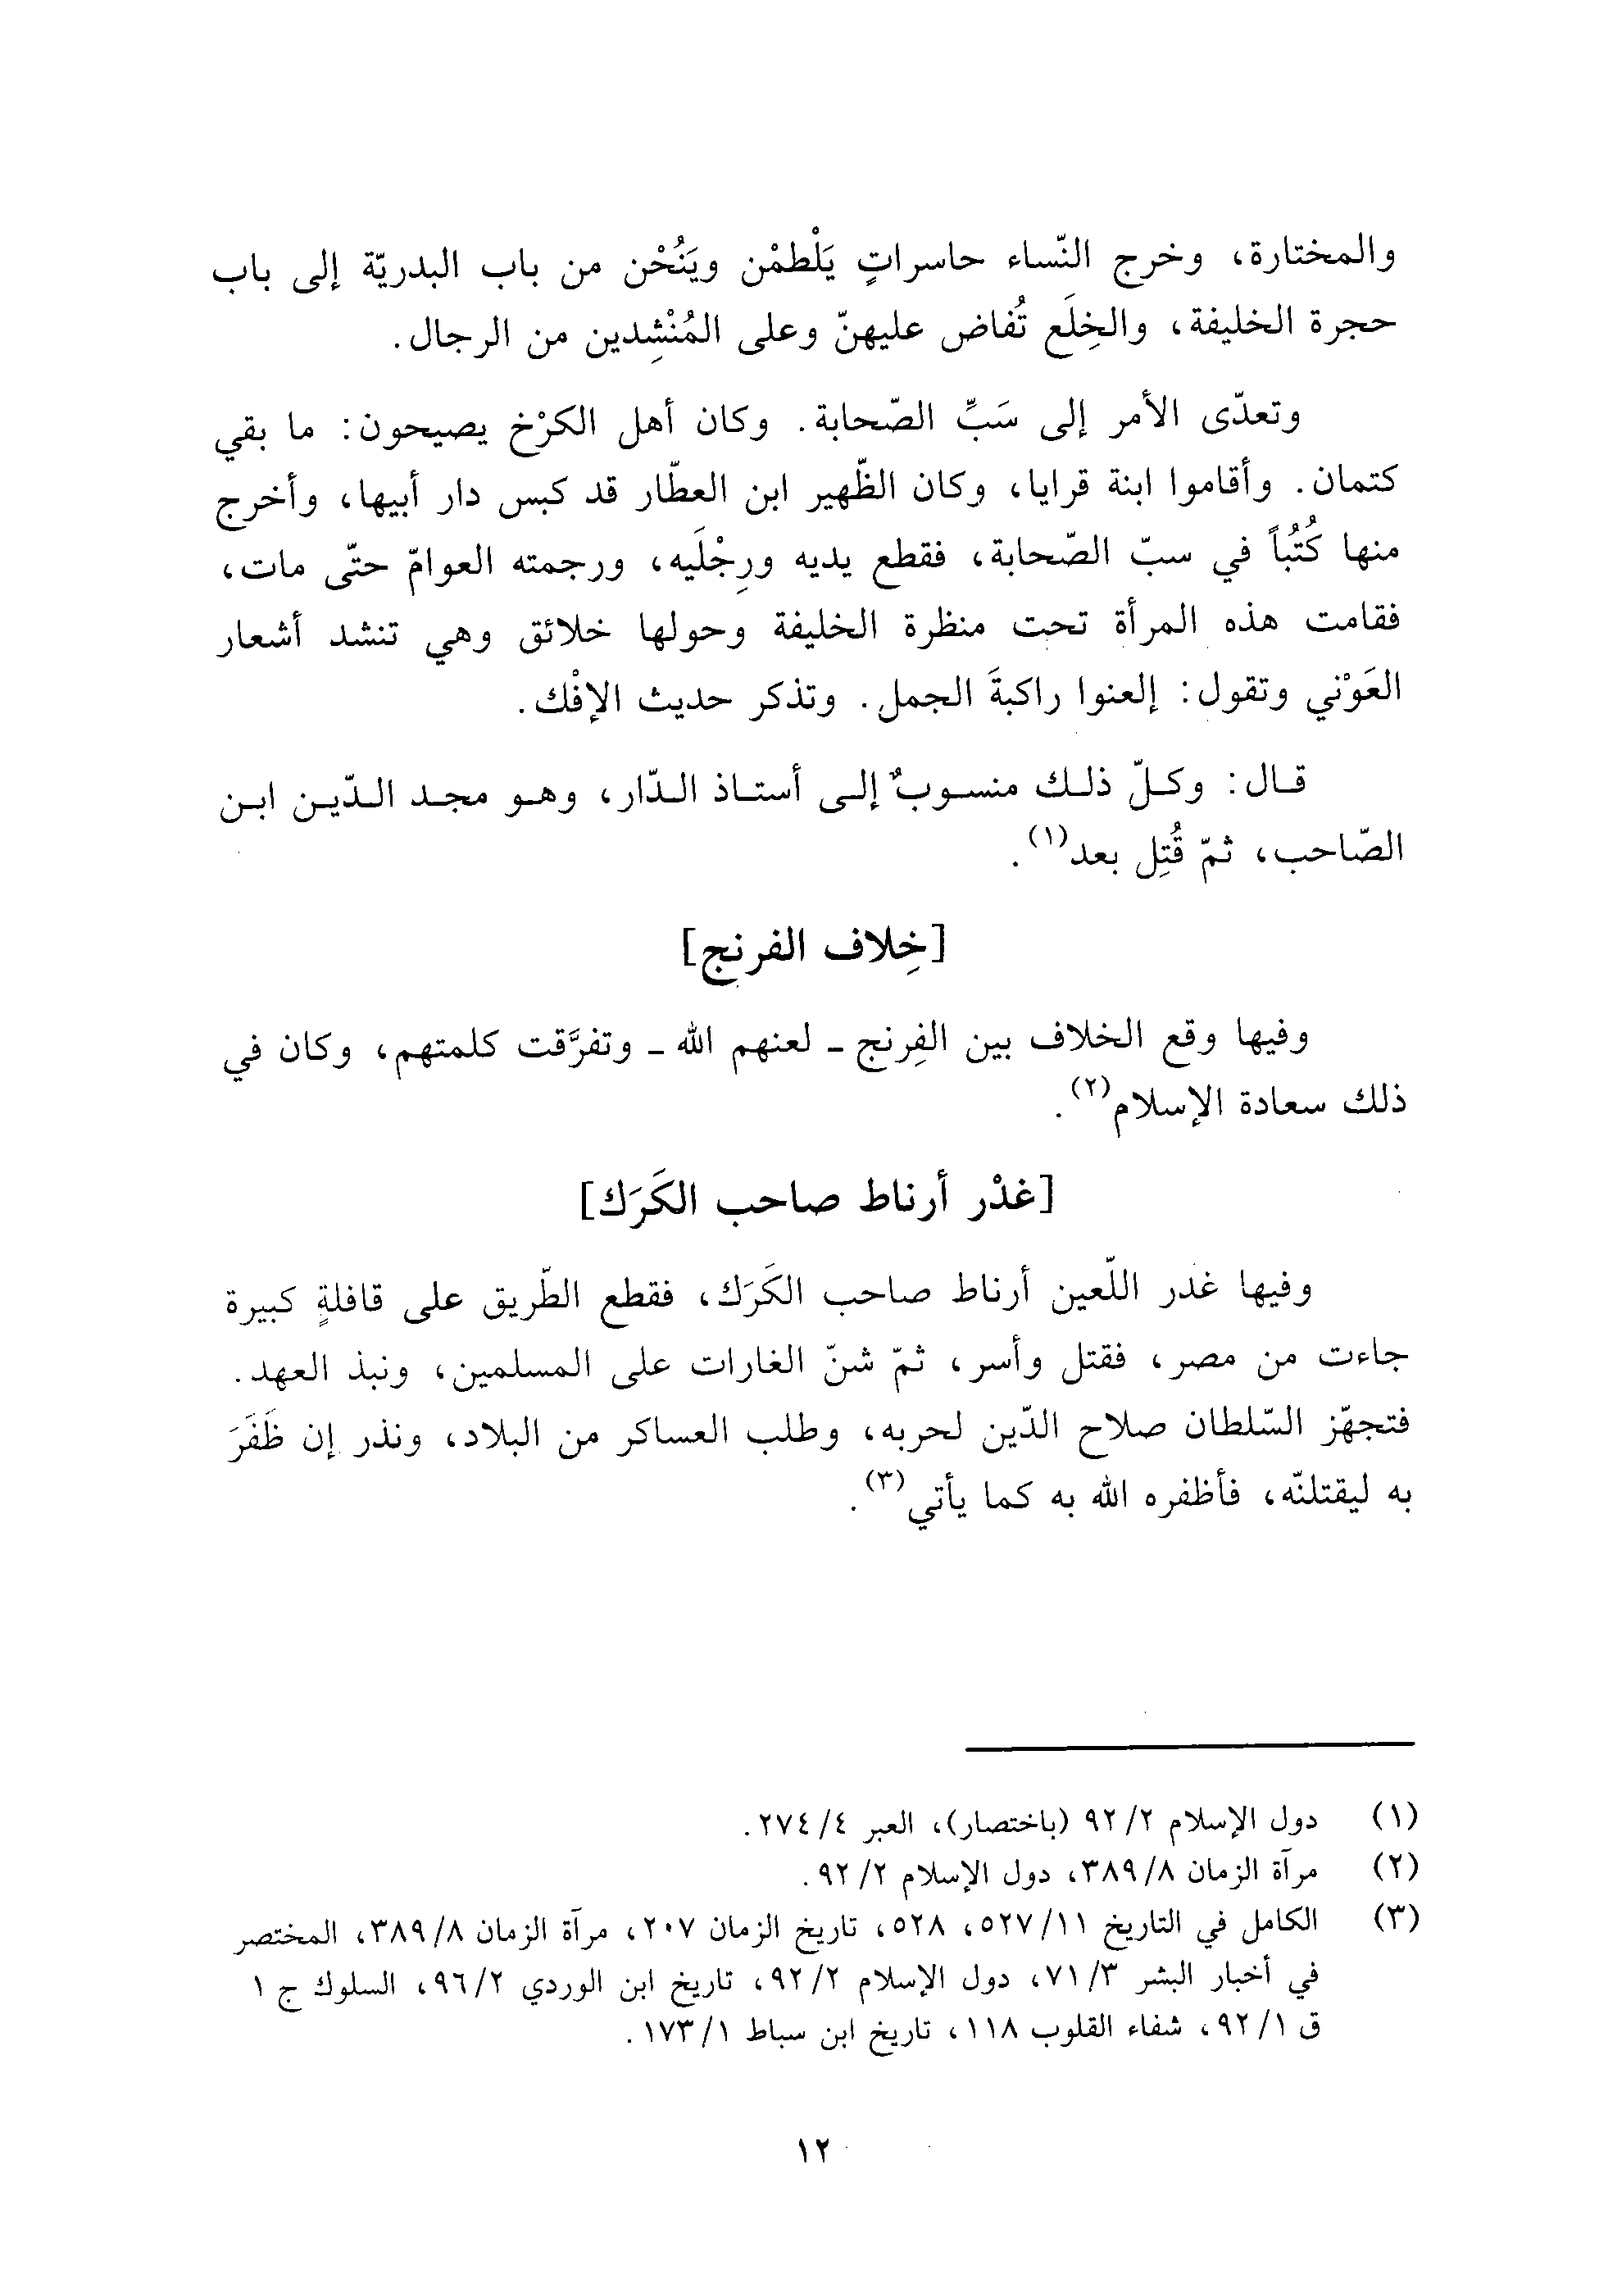 والمختارة، وخرج النّساء حاسراتٍ يَلْطمْن ويَنُحْن من باب البدريّة إلى باب
حجرة الخليفة، والخِلَع تُفاض عليهنّ وعلى المُنْشِدين من الرجال.
وتعدّى الأمر إلى سَبِّ الصّحابة. وكان أهل الكرْخ يصيحون: ما بقي
كتمان. وأقاموا ابنة قرايا، وكان الظّهير ابن العطّار قد كبس دار أبيها، وأخرج
منها كُتُباً في سبّ الصّحابة، فقطع يديه ورِجْلَيه، ورجمته العوامّ حتّى مات،
فقامت هذه المرأة تحت منظرة الخليفة وحولها خلائق وهي تنشد أشعار
العَوْني وتقول: إلعنوا راكبةَ الجمل. وتذكر حديث الإفْك.
قال: وكلّ ذلك منسوبٌ إلى أستاذ الدّار، وهو مجد الدّين ابن
الصّاحب، ثمّ قُتِل بعد(١).
[خِلاف الفرنج]
وفيها وقع الخلاف بين الفِرنج ـ لعنهم الله ـ وتفرَّقت كلمتهم، وكان في
ذلك سعادة الإسلام(٢).
[غدْر أرناط صاحب الكَرَك]
وفيها غدر اللّعين أرناط صاحب الكَرَك، فقطع الطّريق على قافلةٍ كبيرة
جاءت من مصر، فقتل وأسر، ثمّ شنّ الغارات على المسلمين، ونبذ العهد.
فتجهّز السّلطان صلاح الدّين لحربه، وطلب العساكر من البلاد، ونذر إن ظَفَرَ
به ليقتلنّه، فأظفره الله به كما يأتي(٣).
(١) دول الإسلام ٩٢/٢ (باختصار)، العبر ٢٧٤/٤.
(٢) مرآة الزمان ٣٨٩/٨، دول الإسلام ٩٢/٢.
(٣) الكامل في التاريخ ٥٢٧/١١، ٥٢٨، تاريخ الزمان ٢٠٧، مرآة الزمان ٣٨٩/٨، المختصر
في أخبار البشر ٧١/٣، دول الإسلام ٩٢/٢، تاريخ ابن الوردي ٩٦/٢، السلوك ج ١
ق ٩٢/١، شفاء القلوب ١١٨، تاريخ ابن سباط ١٧٣/١.
١٢